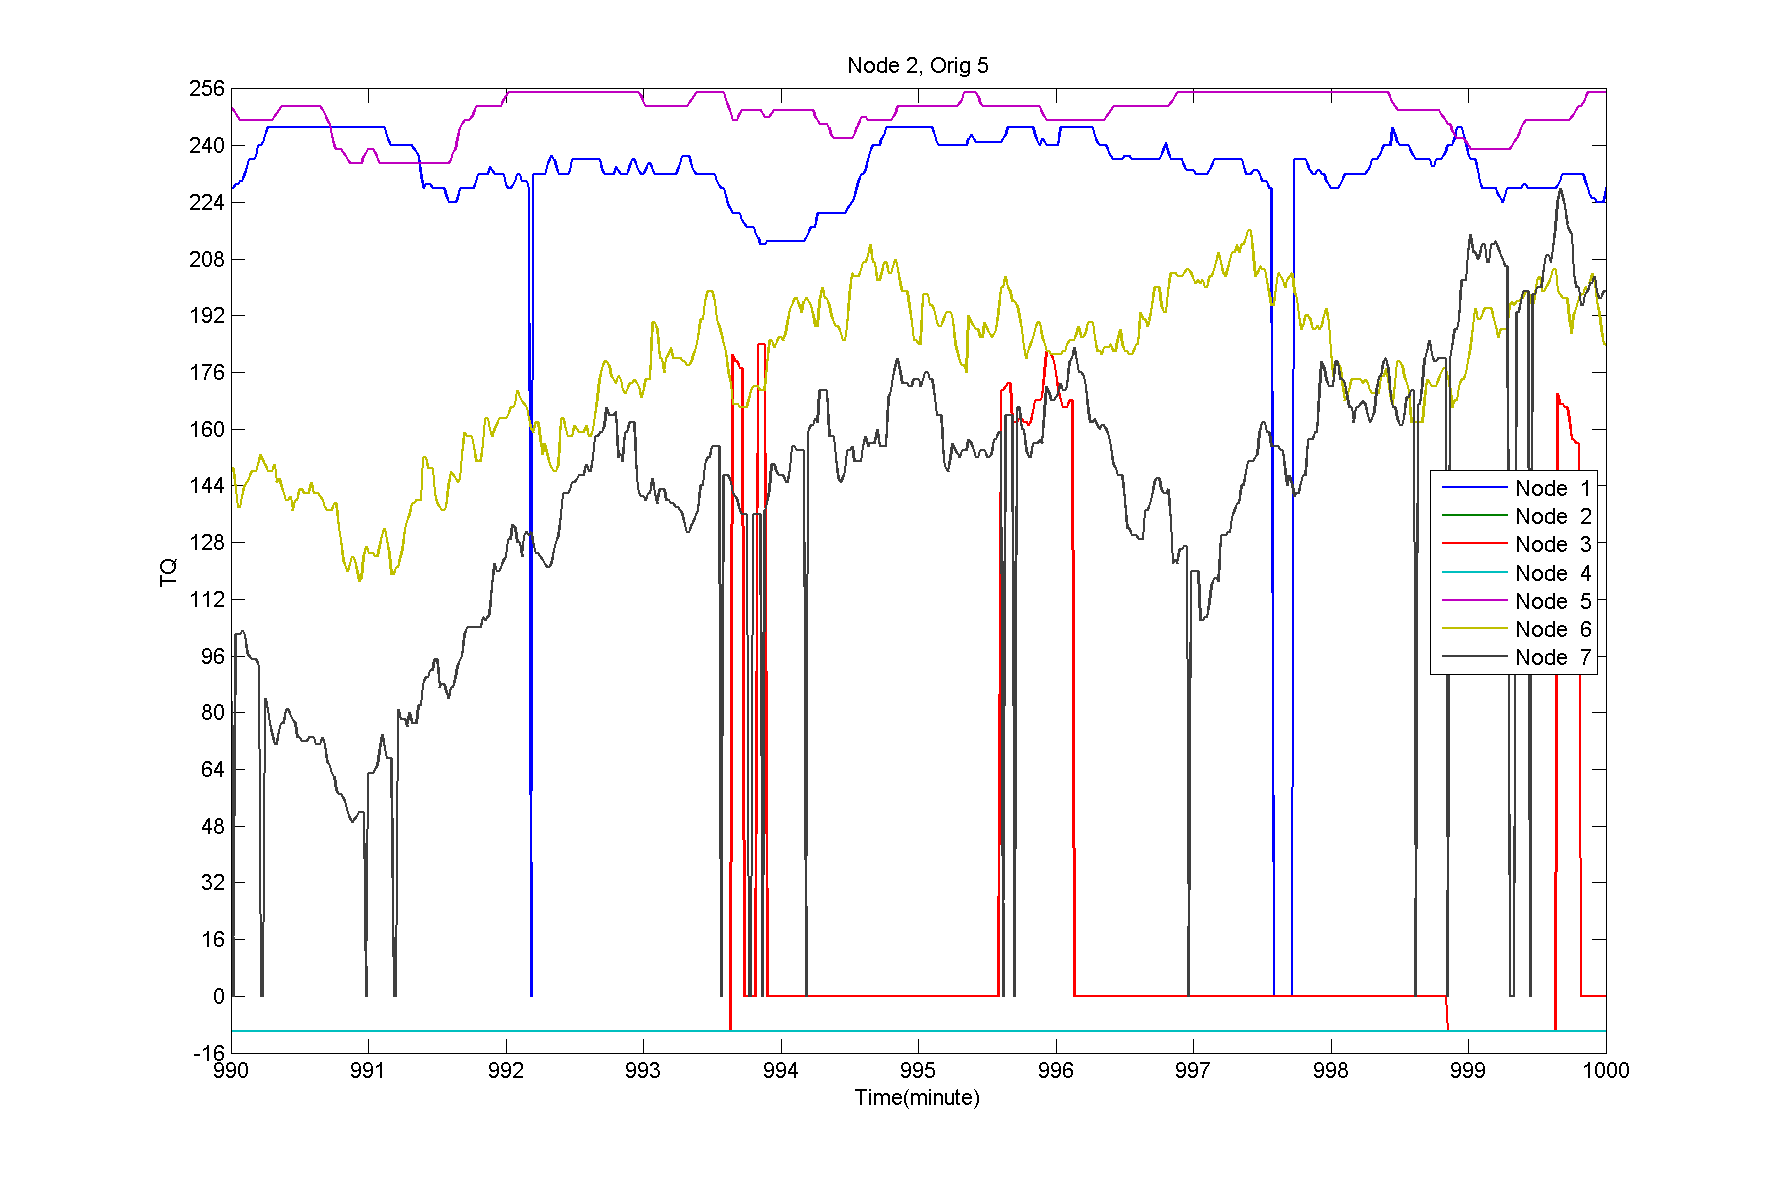 Node 2, Orig 5
256
240
224
208
192
176
160
144
128
112
96
80
64
48
32
16
0
-16
TQ
Node 1
Node 2
Node 3
Node 4
Node 5
Node 6
Node 7
990 991 992 993 994 995 996 997 998 999 1000
Time(minute)